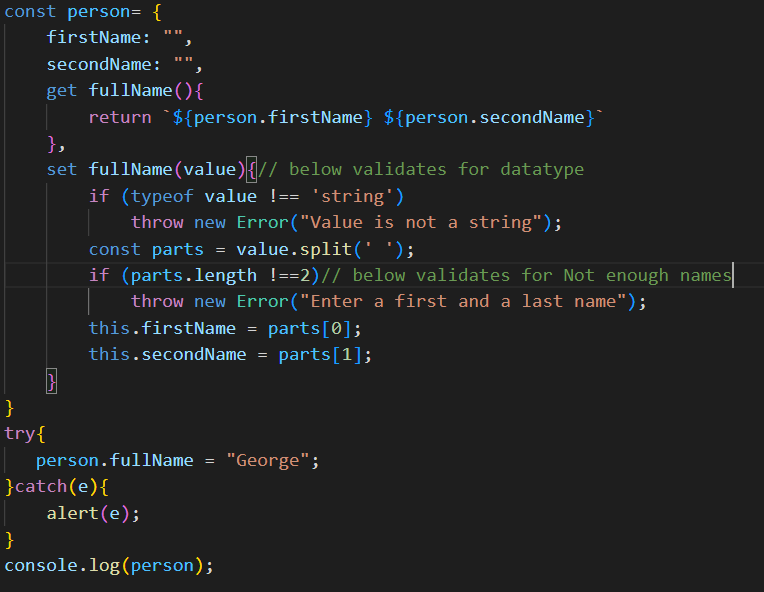 const person= {
    firstName: "",
    secondName: "",
    get fullName(){
        return `${person.firstName} ${person.secondName}`
    },
    set fullName(value){// below validates for datatype
        if (typeof value !== 'string')
            throw new Error("Value is not a string");
        const parts = value.split(' ');
        if (parts.length !==2)// below validates for Not enough names
            throw new Error("Enter a first and a last name");
        this.firstName = parts[0];
        this.secondName = parts[1];
    }
}
try{
   person.fullName = "George";
}catch(e){
    alert(e);
}
console.log(person);